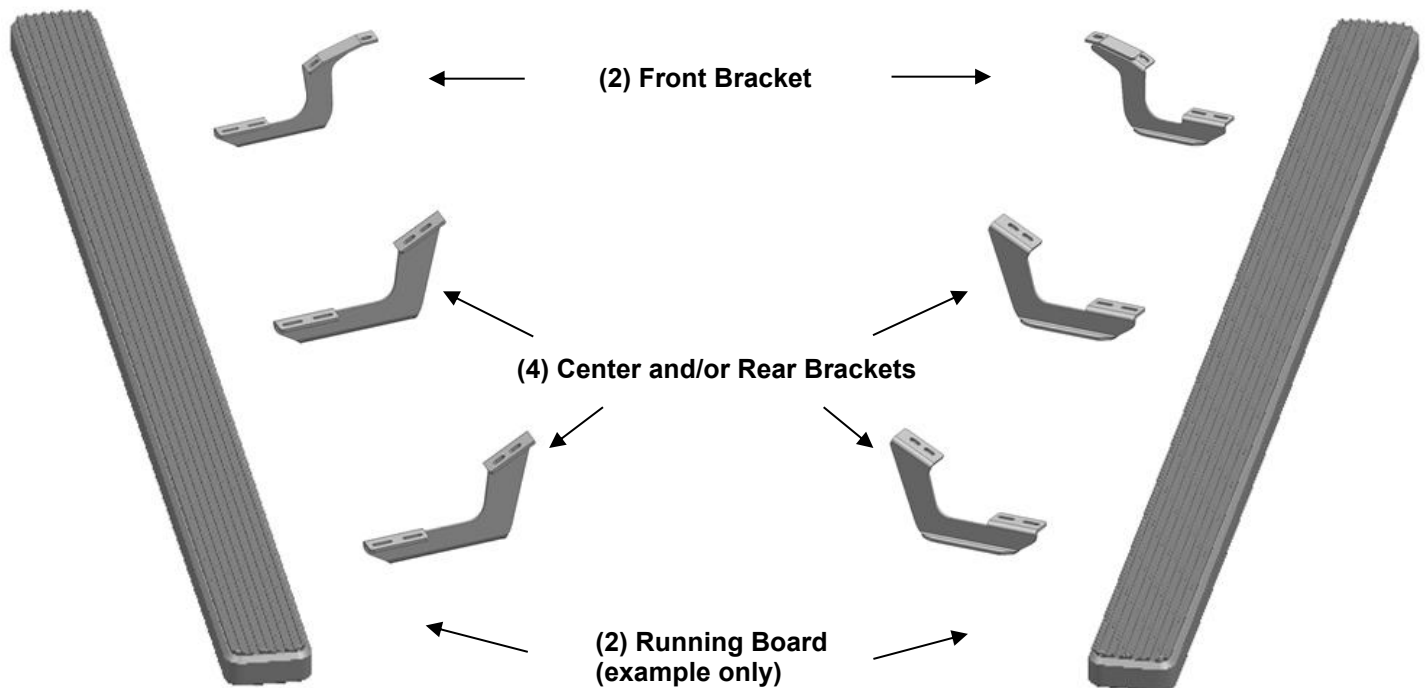 (2) Front Bracket
(4) Center and/or Rear Brackets
(2) Running Board
(example only)